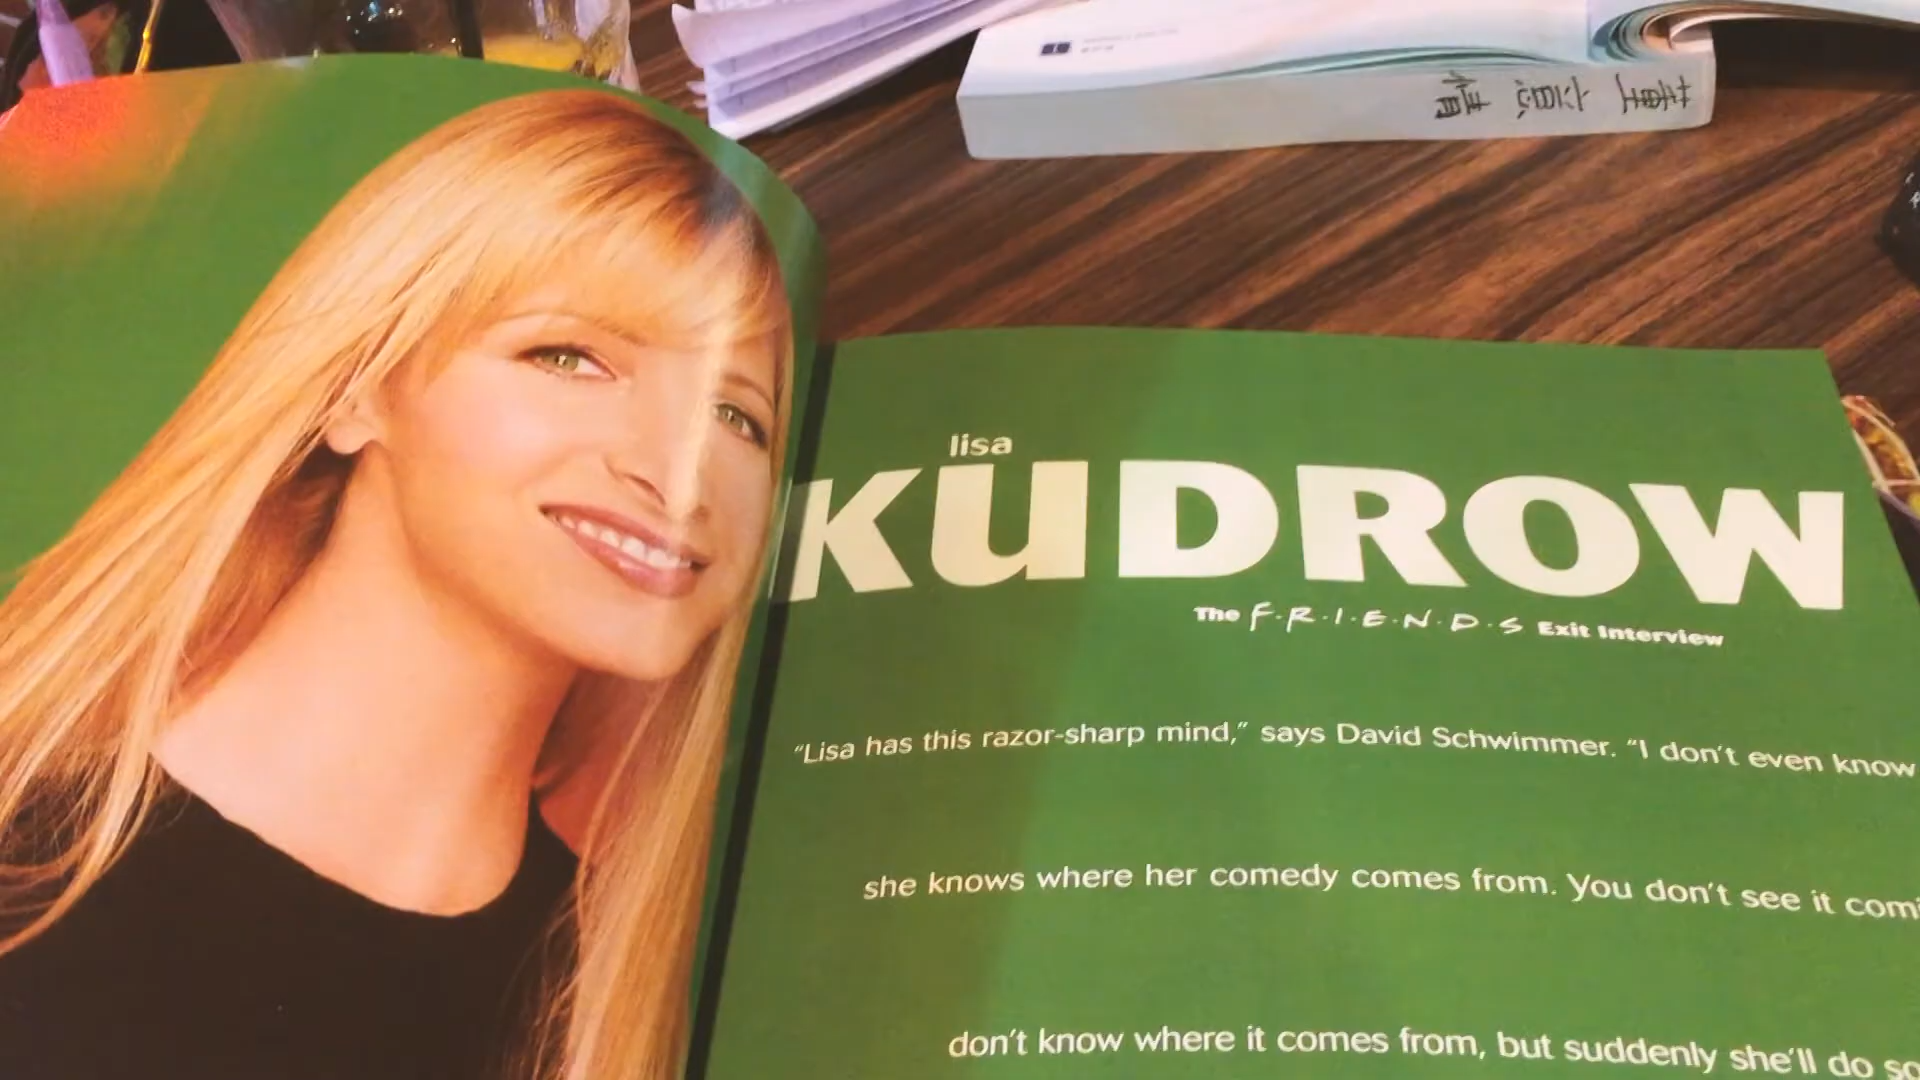 lisa
KUDROW
The F·R·I·E·N·D·S Exit Interview
“Lisa has this razor-sharp mind,” says David Schwimmer. “I don’t even know
she knows where her comedy comes from. You don’t see it
don’t know where it comes from, but suddenly she’ll do